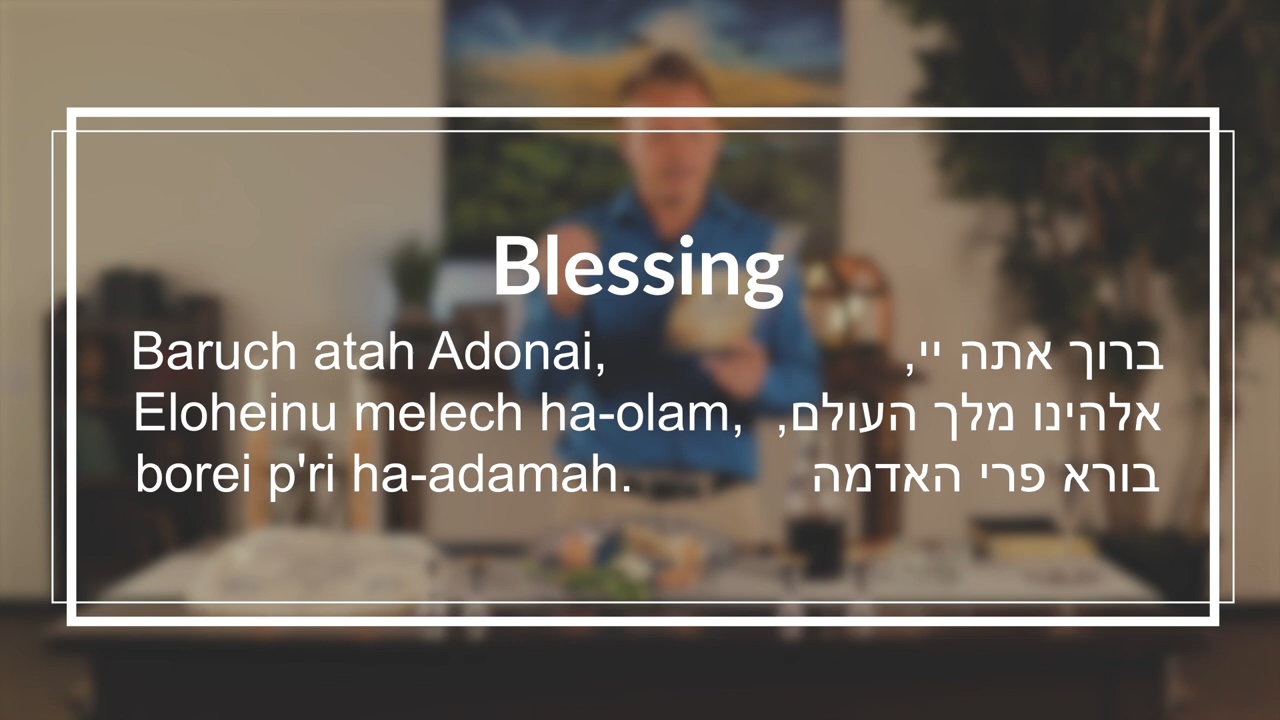 Blessing
Baruch atah Adonai,
Eloheinu melech ha-olam,
borei p'ri ha-adamah.
ברוך אתה יי,
אלהינו מלך העולם,
בורא פרי האדמה